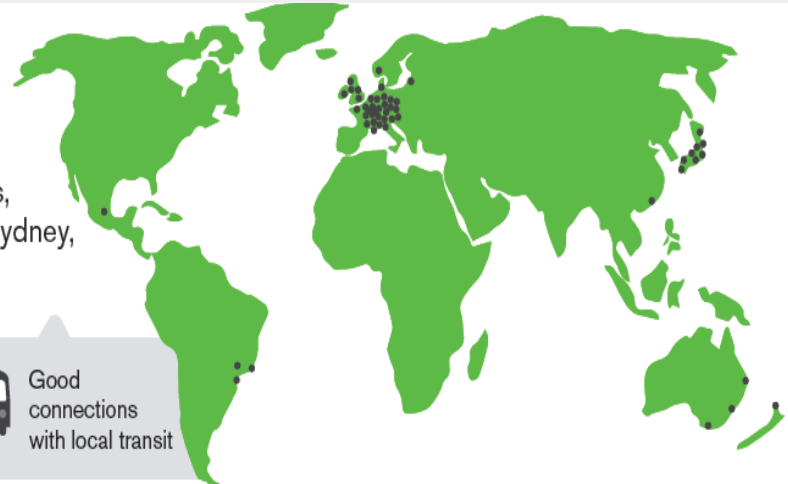 s,
ydney,
Good
connections
with local transit